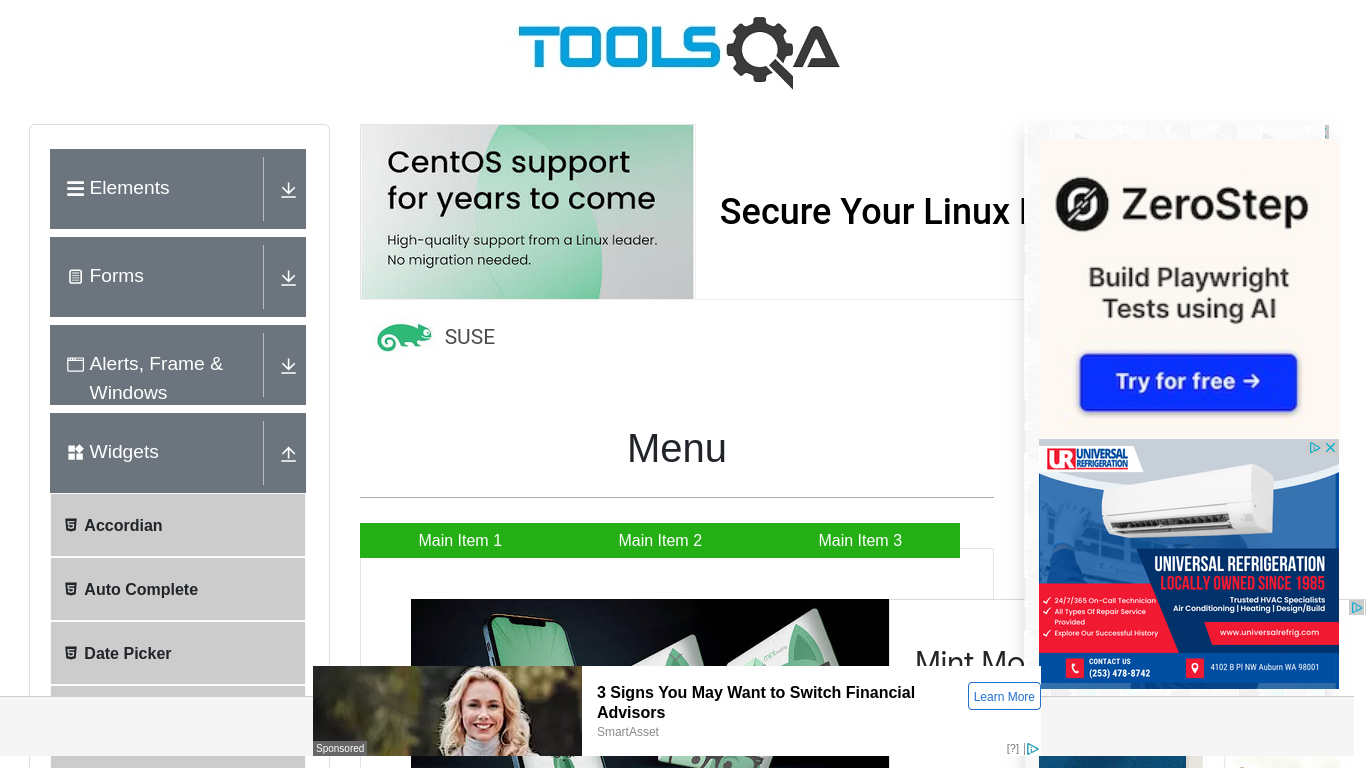 TOOLSQA
Elements
Forms
Alerts, Frame &
Windows
Widgets
Accordian
Auto Complete
Date Picker
CentOS support
for years to come
High-quality support from a Linux leader.
No migration needed.
Secure Your Linux
SUSE
Menu
Main Item 1
Main Item 2
Main Item 3
Mint Mo
ZeroStep
Build Playwright
Tests using AI
Try for free →
UR UNIVERSAL
REFRIGERATION
UNIVERSAL REFRIGERATION
LOCALLY OWNED SINCE 1985
24/7/365 On-Call Technician
All Types Of Repair Service
Provided
Explore Our Successful History
Trusted HVAC Specialists
Air Conditioning | Heating | Design/Build
www.universalrefrig.com
CONTACT US
(253) 478-8742
4102 B Pl NW Auburn WA 98001
3 Signs You May Want to Switch Financial
Advisors
SmartAsset
Learn More
Sponsored
[?]